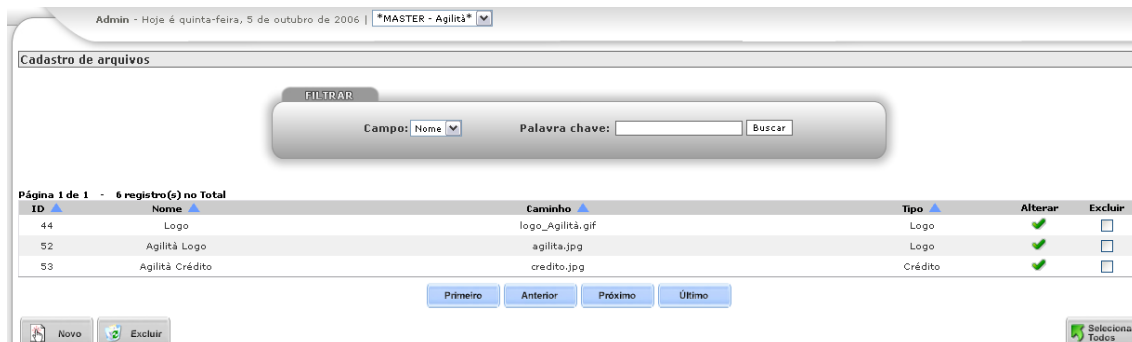 Admin - Hoje é quinta-feira, 5 de outubro de 2006 | *MASTER - Agilità*
Cadastro de arquivos
FILTRAR
Campo: Nome Palavra chave: Buscar
Página 1 de 1 - 6 registro(s) no Total
ID Nome Caminho Tipo Alterar Excluir
44 Logo logo_Agilità.gif Logo
52 Agilità Logo agilita.jpg Logo
53 Agilità Crédito credito.jpg Crédito
Primeiro Anterior Próximo Último
Novo Excluir Seleciona
Todos